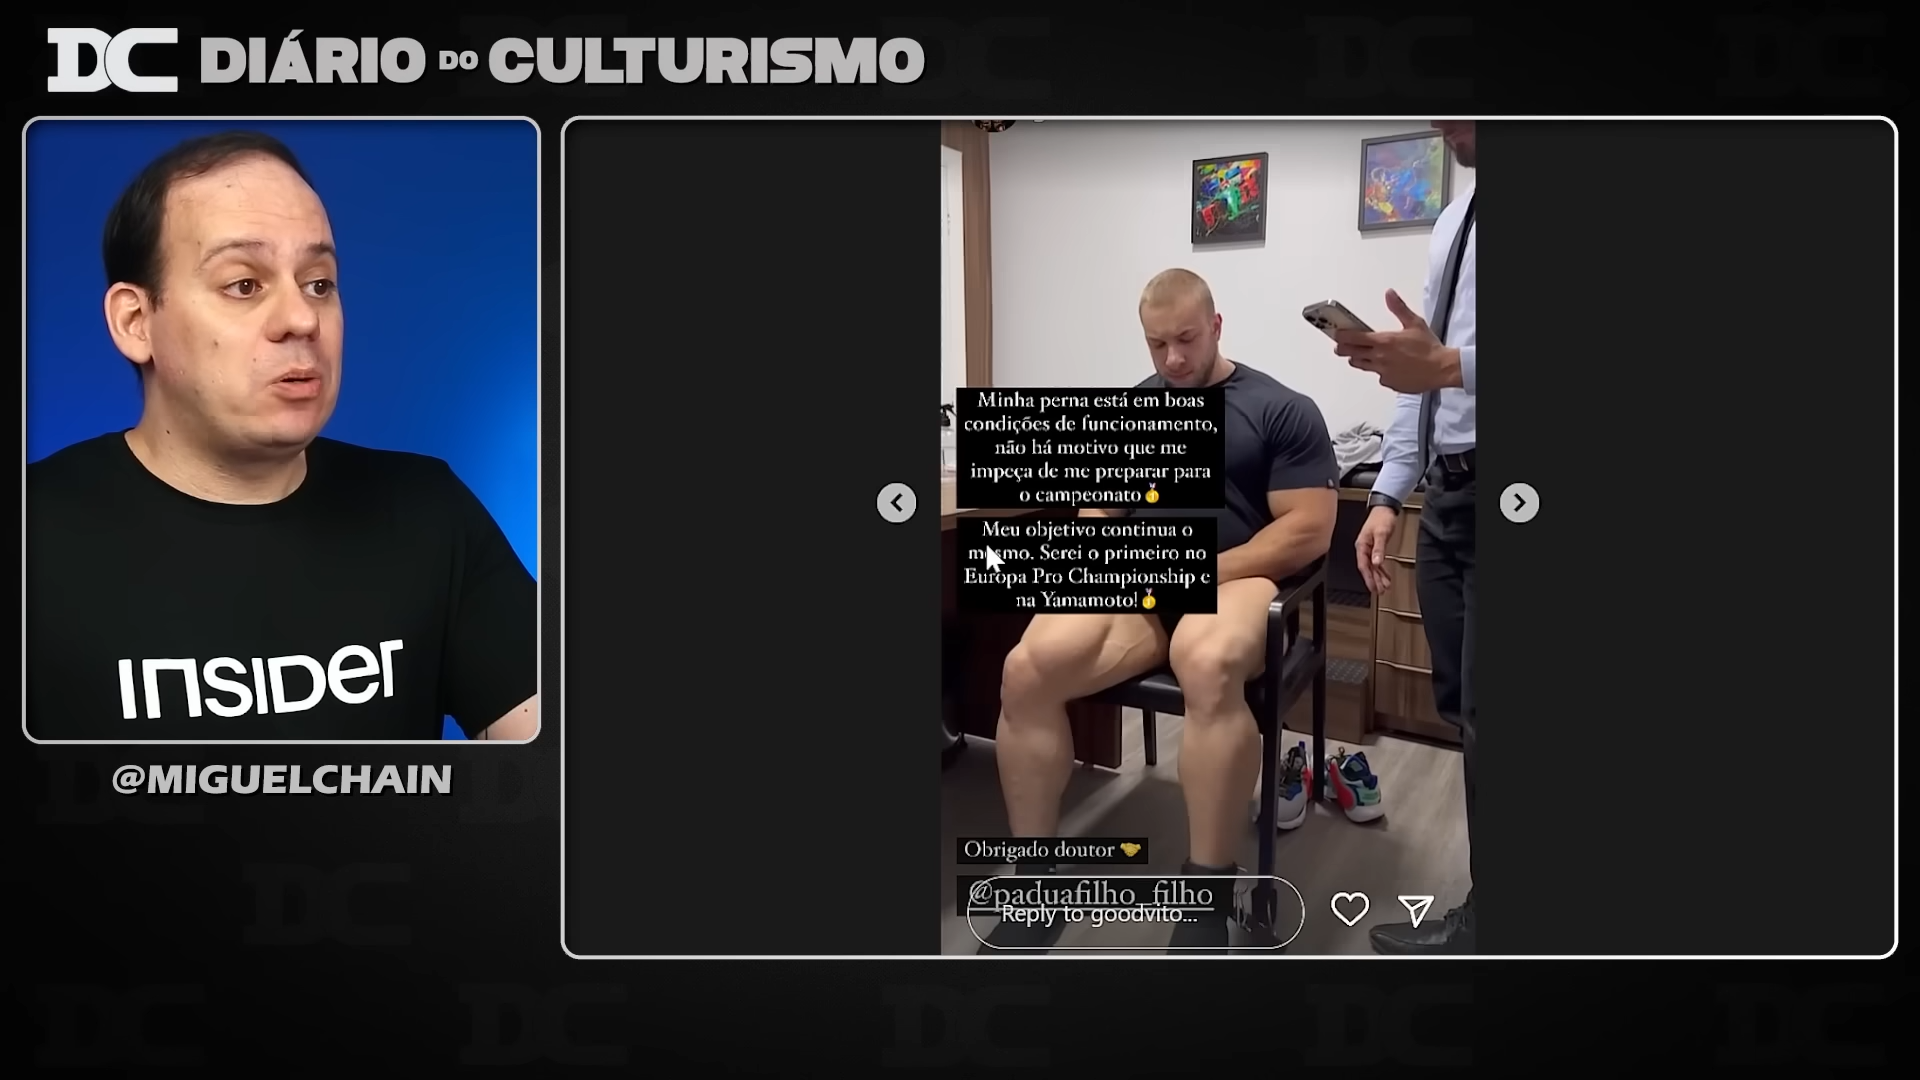 DC DIÁRIO DO CULTURISMO
INSIDER
@MIGUELCHAIN
Minha perna está em boas
condições de funcionamento,
não há motivo que me
impeça de me preparar para
o campeonato🥇
Meu objetivo continua o
mesmo. Serei o primeiro no
Europa Pro Championship e
na Yamamoto!🥇
Obrigado doutor 🤝
@paduafilho_filho
Reply to goodvito...